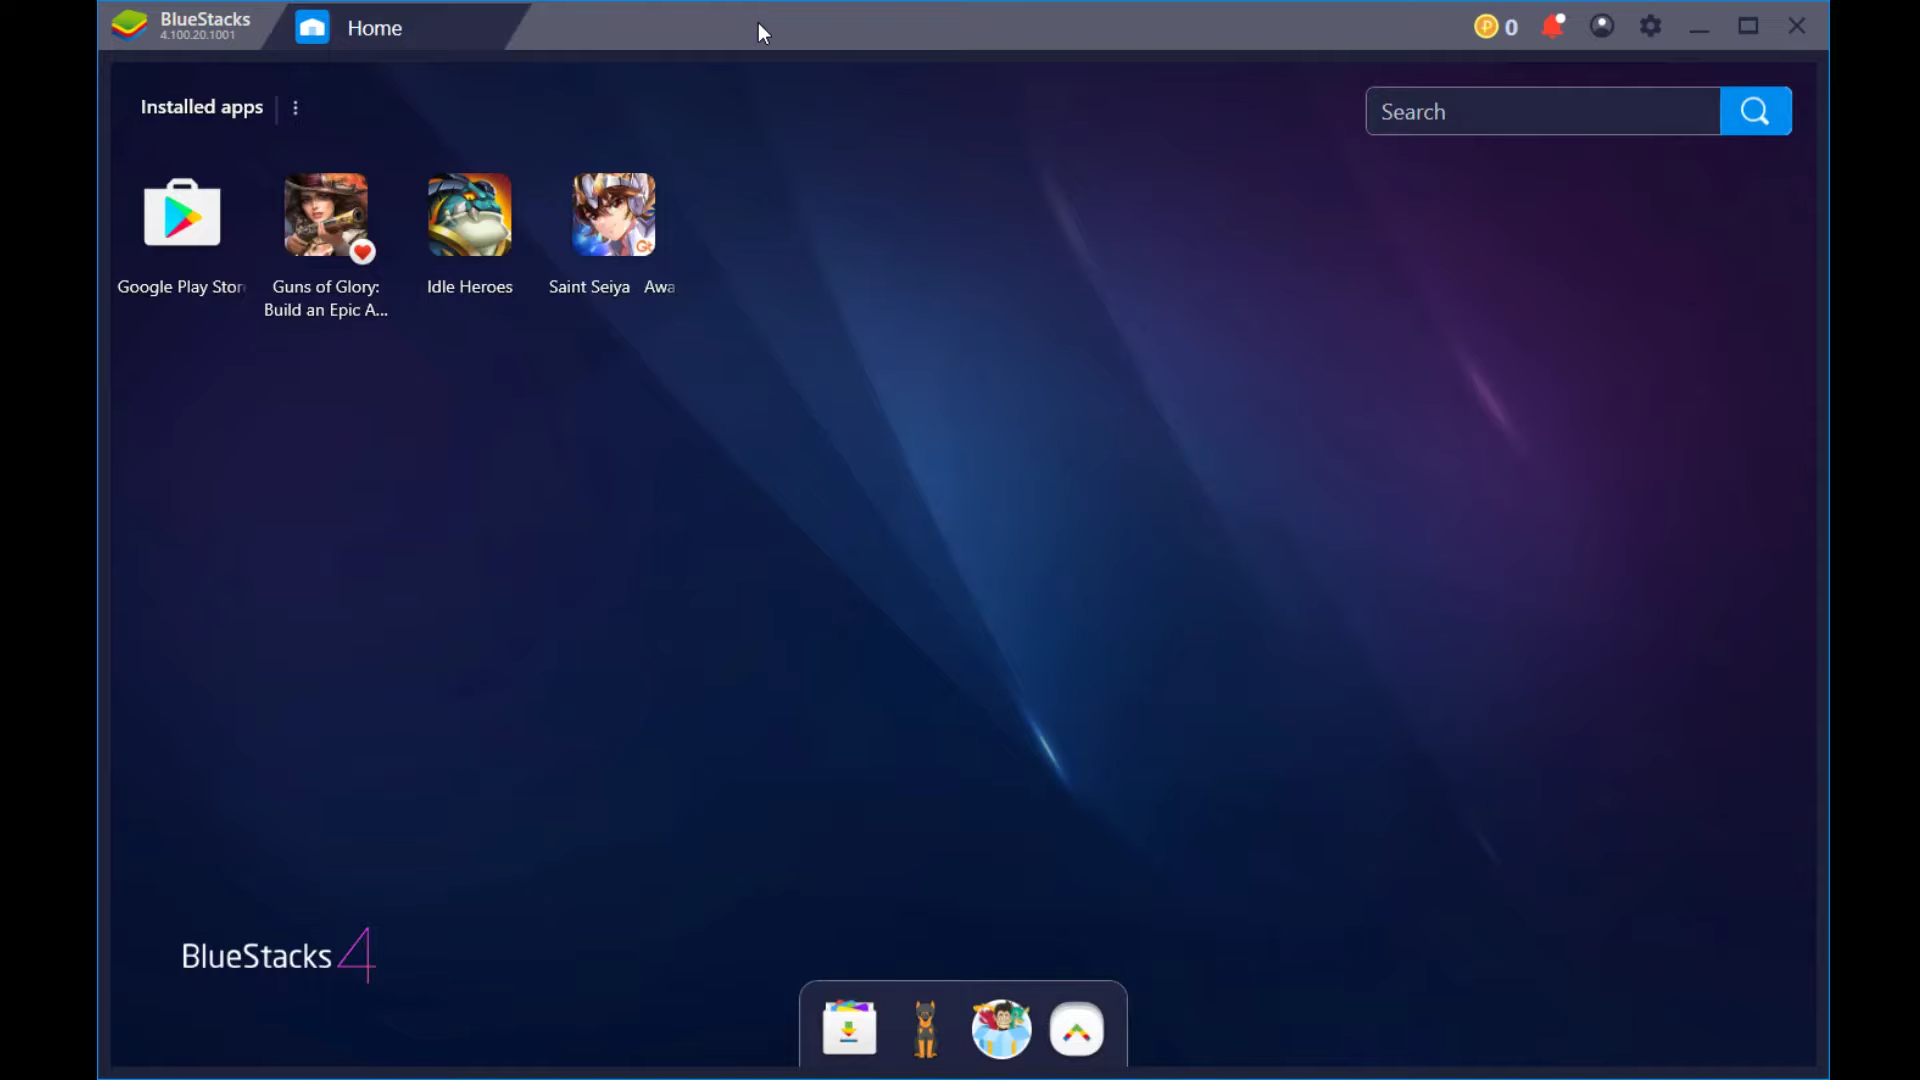 BlueStacks
4.100.20.1001
Home
0
Installed apps
Search
Google Play Stor
Guns of Glory:
Build an Epic A...
Idle Heroes
Saint Seiya Awa
BlueStacks 4